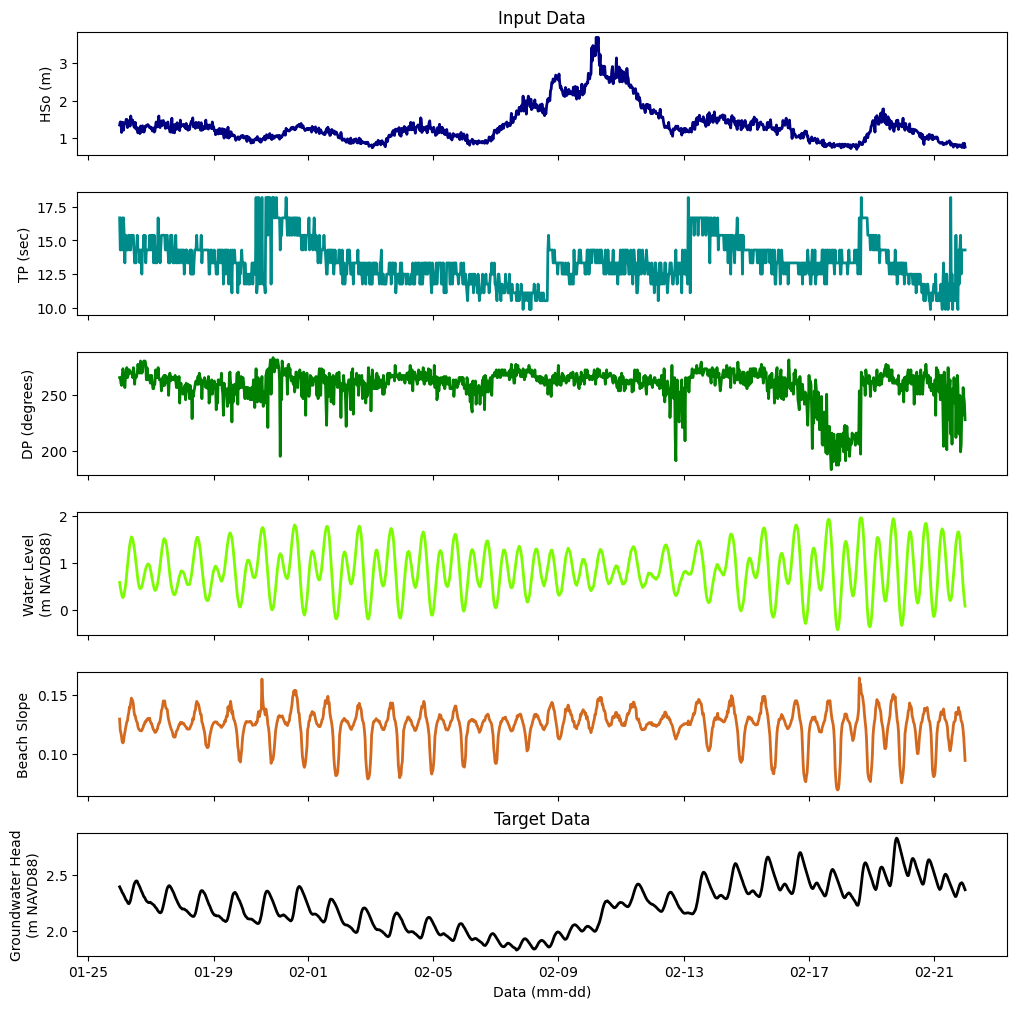 Input Data
HSo (m)
3
2
1
TP (sec)
17.5
15.0
12.5
10.0
DP (degrees)
250
200
Water Level
(m NAVD88)
2
1
0
Beach Slope
0.15
0.10
Target Data
Groundwater Head
(m NAVD88)
2.5
2.0
01-25 01-29 02-01 02-05 02-09 02-13 02-17 02-21
Data (mm-dd)